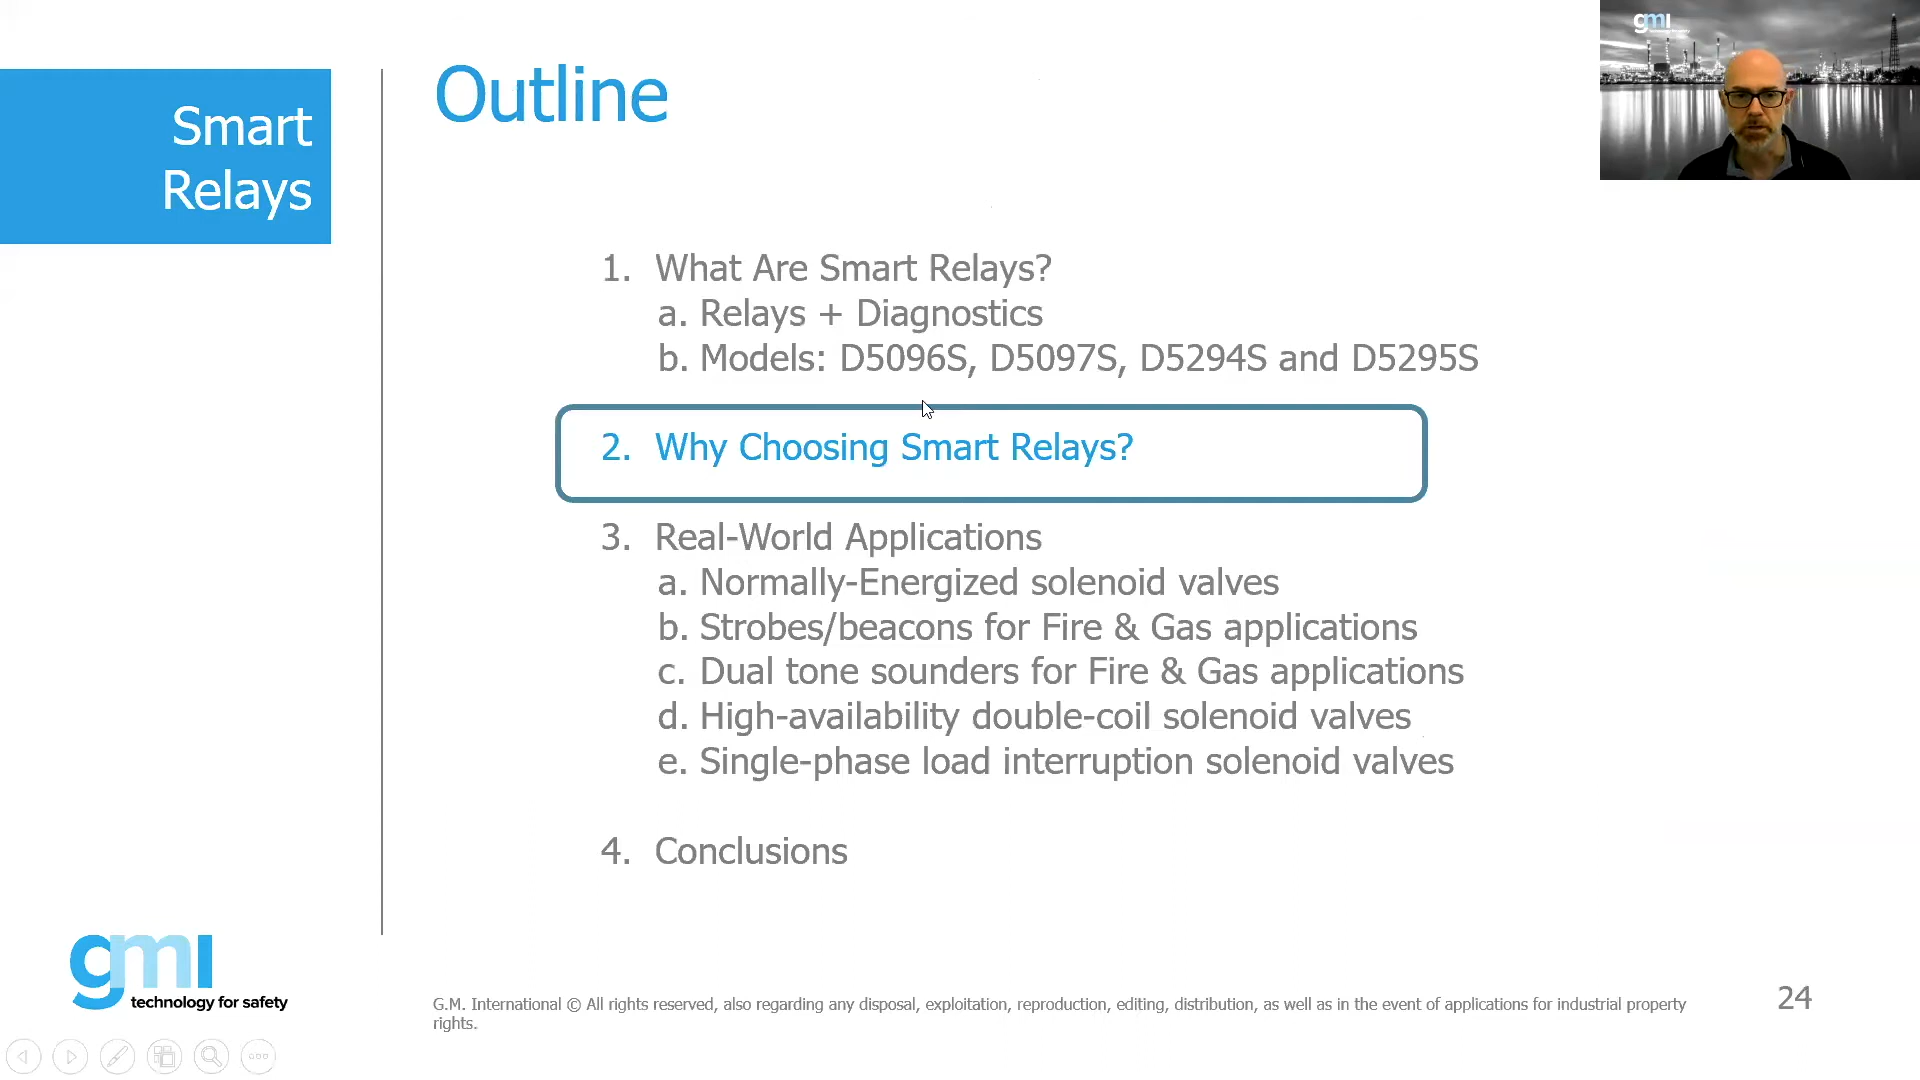 Smart
Relays
Outline
gmi
1. What Are Smart Relays?
a. Relays + Diagnostics
b. Models: D5096S, D5097S, D5294S and D5295S
2. Why Choosing Smart Relays?
3. Real-World Applications
a. Normally-Energized solenoid valves
b. Strobes/beacons for Fire & Gas applications
c. Dual tone sounders for Fire & Gas applications
d. High-availability double-coil solenoid valves
e. Single-phase load interruption solenoid valves
4. Conclusions
gmi
technology for safety
G.M. International © All rights reserved, also regarding any disposal, exploitation, reproduction, editing, distribution, as well as in the event of applications for industrial property
rights.
24